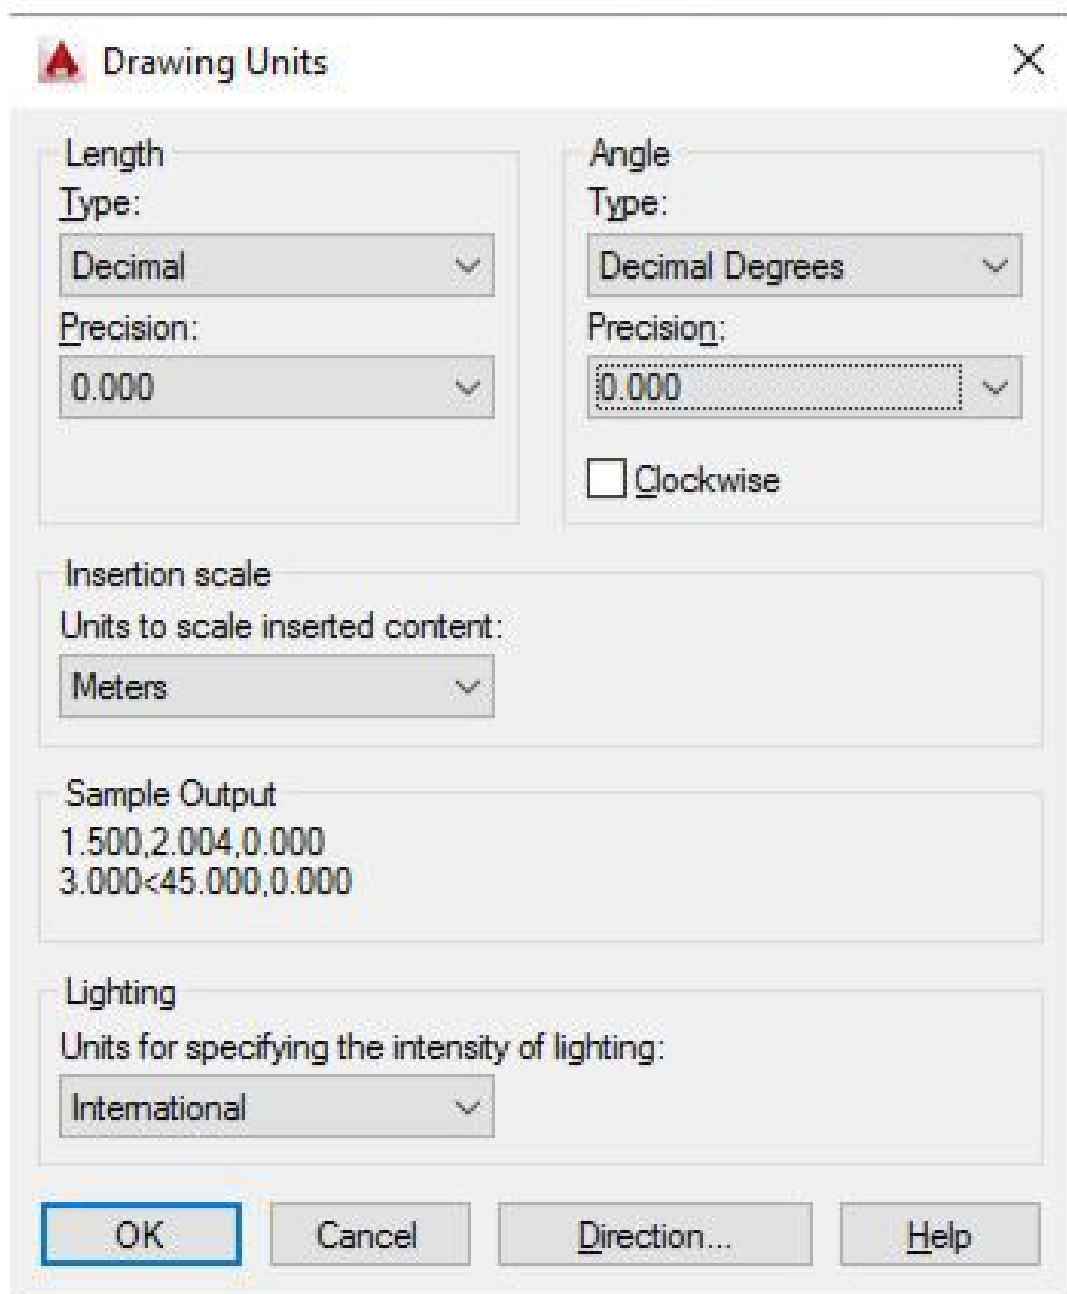 Drawing Units
Length
Type:
Decimal
Precision:
0.000
Angle
Type:
Decimal Degrees
Precision:
0.000
Clockwise
Insertion scale
Units to scale inserted content:
Meters
Sample Output
1.500,2.004,0.000
3.000<45.000,0.000
Lighting
Units for specifying the intensity of lighting:
International
OK Cancel Direction... Help